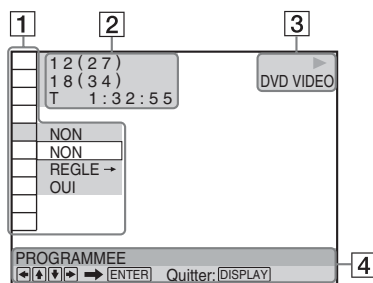 1 2 3
12(27)
18(34)
T 1:32:55
DVD VIDEO
NON
NON
REGLE →
OUI
PROGRAMMEE
4
ENTER Quitter: DISPLAY